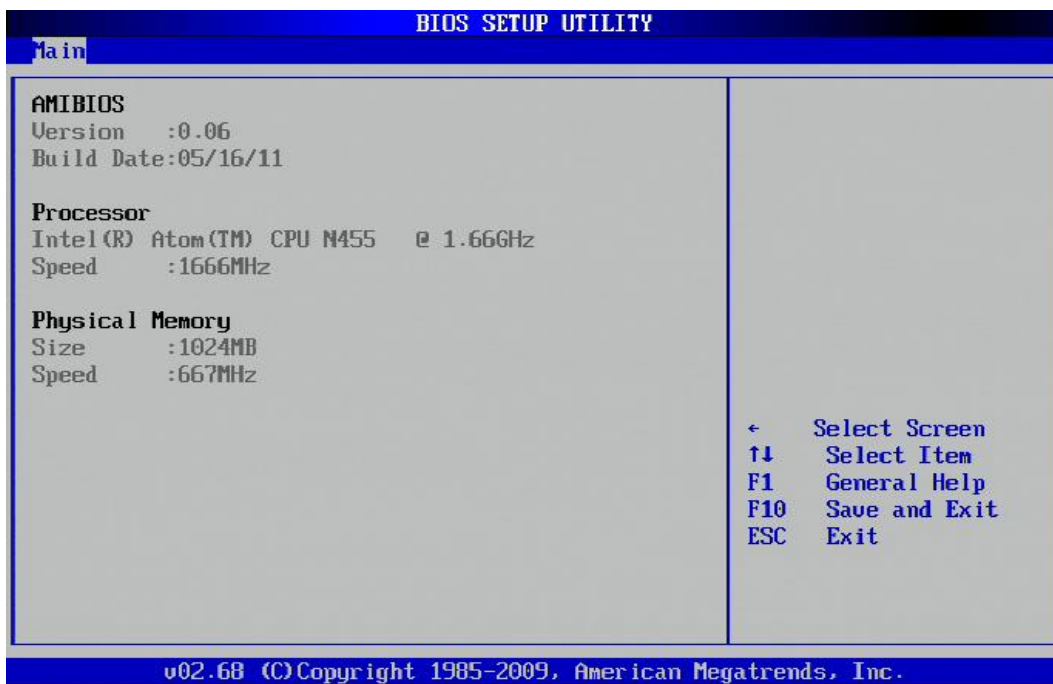 BIOS SETUP UTILITY
Main
AMIBIOS
Version :0.06
Build Date:05/16/11
Processor
Intel(R) Atom(TM) CPU N455 @ 1.66GHz
Speed :1666MHz
Physical Memory
Size :1024MB
Speed :667MHz
← Select Screen
↑↓ Select Item
F1 General Help
F10 Save and Exit
ESC Exit
v02.68 (C)Copyright 1985-2009, American Megatrends, Inc.